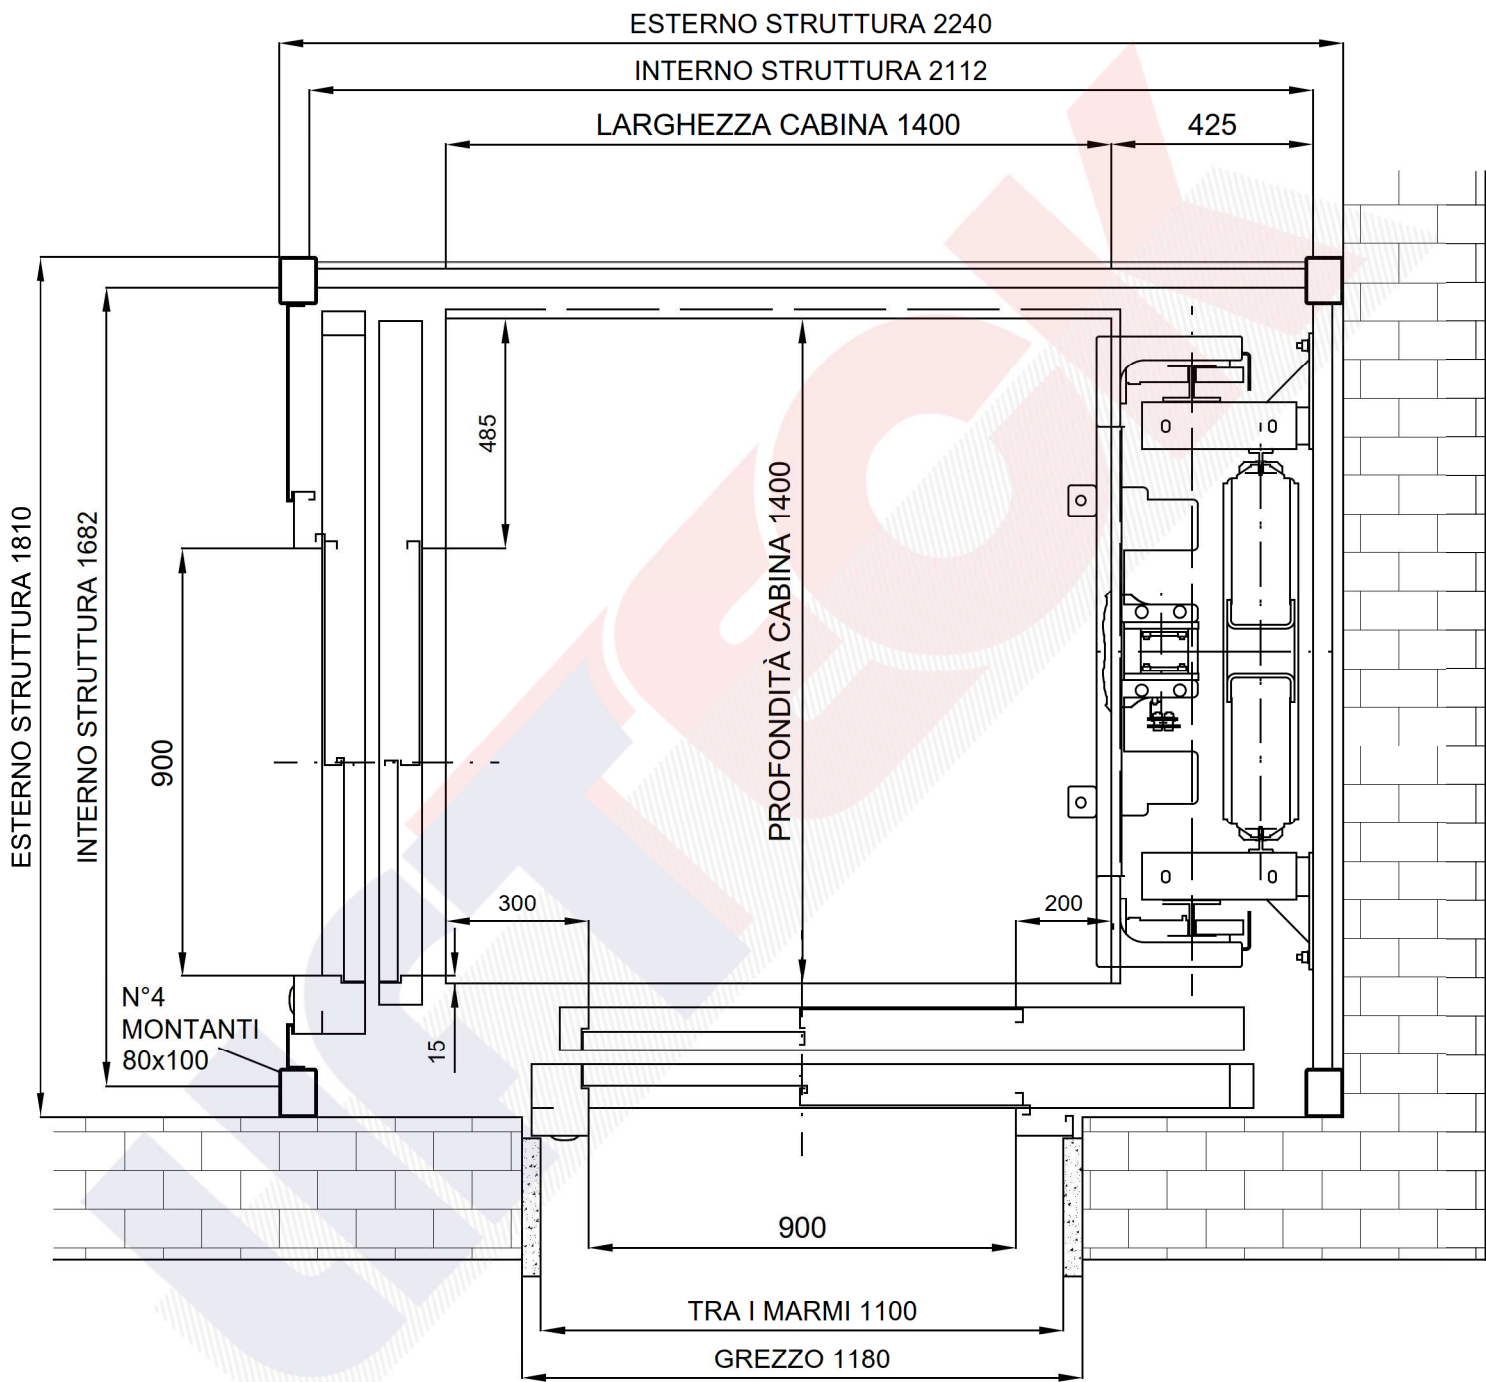 ESTERNO STRUTTURA 2240
INTERNO STRUTTURA 2112
LARGHEZZA CABINA 1400
425
ESTERNO STRUTTURA 1810
INTERNO STRUTTURA 1682
485
PROFONDITÀ CABINA 1400
900
300
200
15
N°4
MONTANTI
80x100
900
TRA I MARMI 1100
GREZZO 1180
LIFTECK